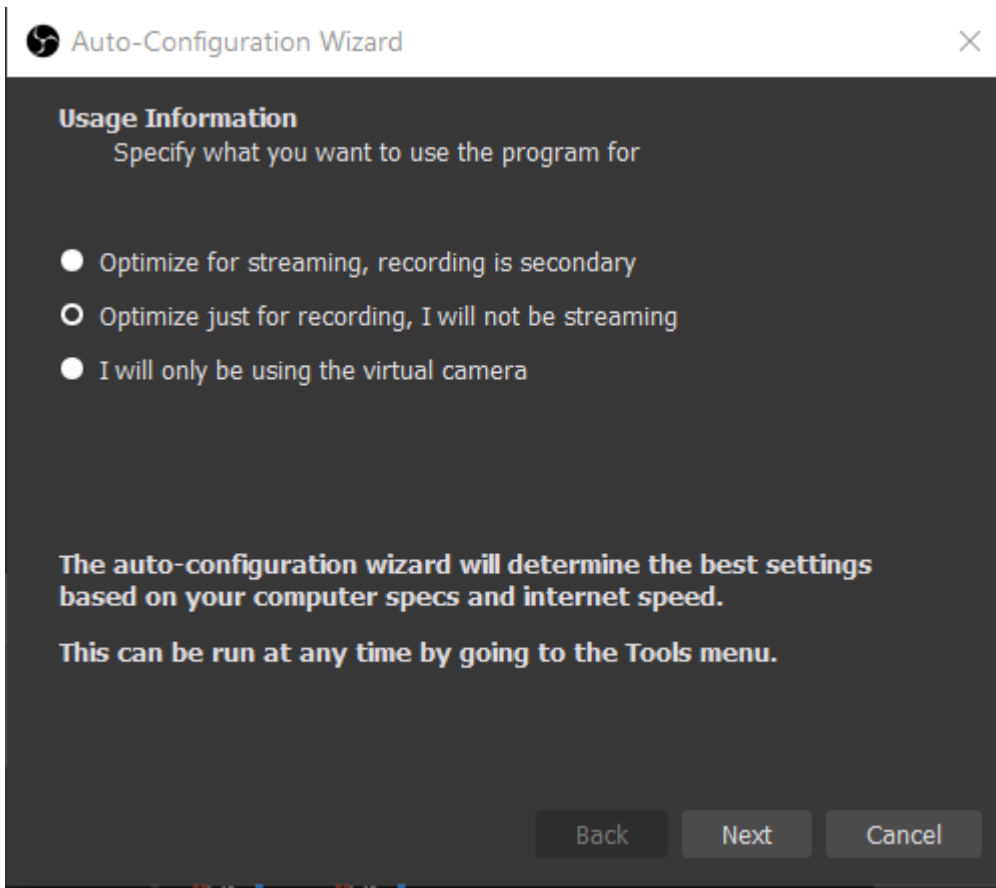 Auto-Configuration Wizard
Usage Information
Specify what you want to use the program for
Optimize for streaming, recording is secondary
Optimize just for recording, I will not be streaming
I will only be using the virtual camera
The auto-configuration wizard will determine the best settings
based on your computer specs and internet speed.
This can be run at any time by going to the Tools menu.
Back Next Cancel